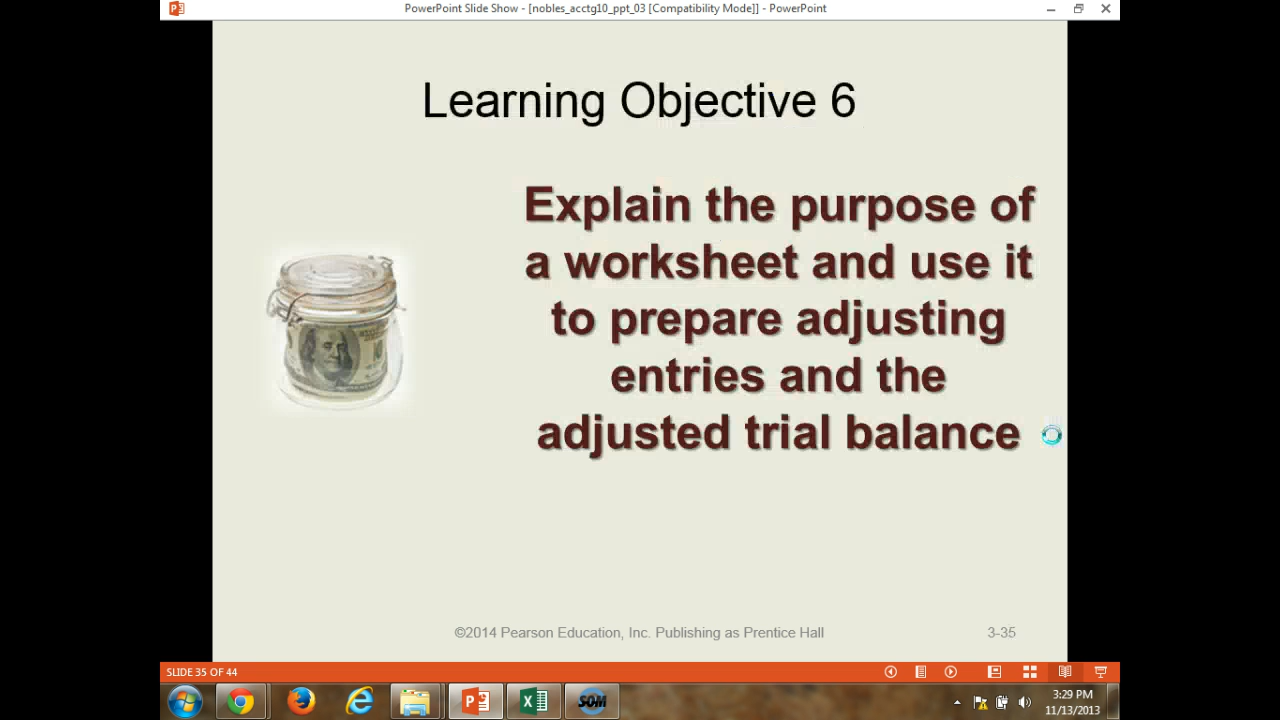 PowerPoint Slide Show - [nobles_acctg10_ppt_03 [Compatibility Mode]] - PowerPoint
Learning Objective 6
Explain the purpose of
a worksheet and use it
to prepare adjusting
entries and the
adjusted trial balance
©2014 Pearson Education, Inc. Publishing as Prentice Hall
3-35
SLIDE 35 OF 44
SOM
3:29 PM
11/13/2013